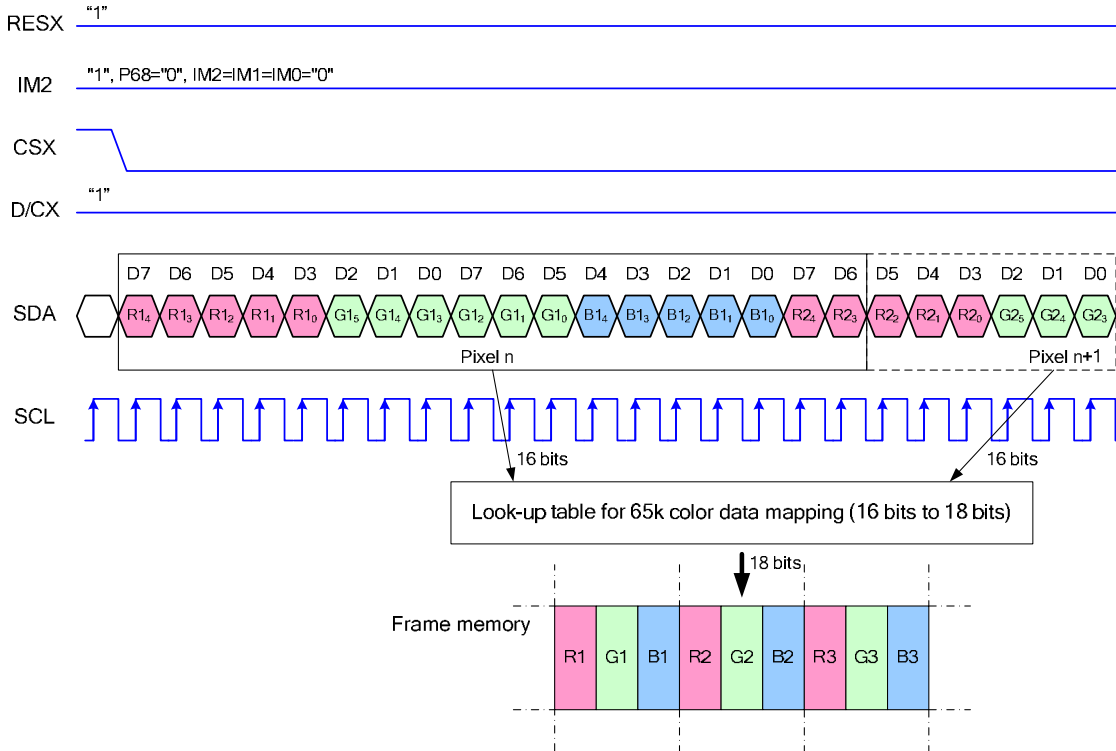 RESX "1"
IM2 "1", P68="0", IM2=IM1=IM0="0"
CSX
D/CX "1"
D7 D6 D5 D4 D3 D2 D1 D0 D7 D6 D5 D4 D3 D2 D1 D0 D7 D6 D5 D4 D3 D2 D1 D0
SDA R1₄ R1₃ R1₂ R1₁ R1₀ G1₅ G1₄ G1₃ G1₂ G1₁ G1₀ B1₄ B1₃ B1₂ B1₁ B1₀ R2₄ R2₃ R2₂ R2₁ R2₀ G2₅ G2₄ G2₃
Pixel n Pixel n+1
SCL
16 bits 16 bits
Look-up table for 65k color data mapping (16 bits to 18 bits)
18 bits
Frame memory
R1 G1 B1 R2 G2 B2 R3 G3 B3